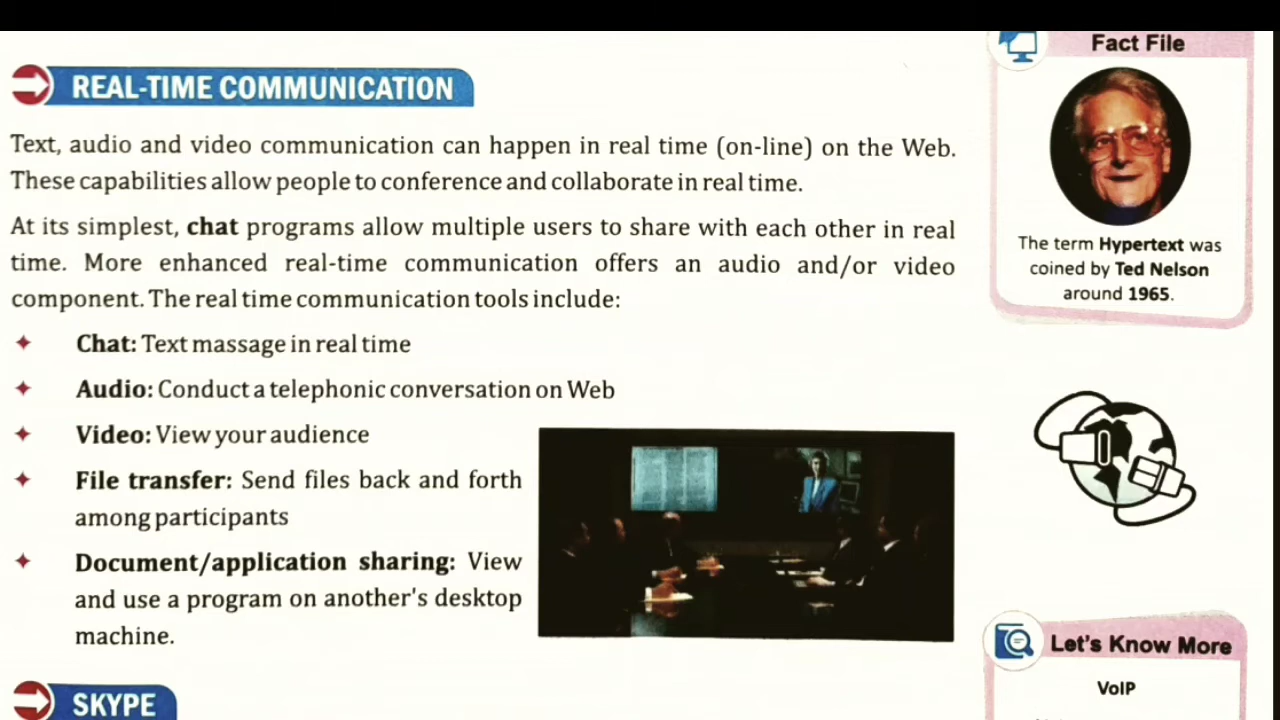 REAL-TIME COMMUNICATION
Text, audio and video communication can happen in real time (on-line) on the Web.
These capabilities allow people to conference and collaborate in real time.
At its simplest, chat programs allow multiple users to share with each other in real
time. More enhanced real-time communication offers an audio and/or video
component. The real time communication tools include:
Chat: Text massage in real time
Audio: Conduct a telephonic conversation on Web
Video: View your audience
File transfer: Send files back and forth
among participants
Document/application sharing: View
and use a program on another's desktop
machine.
SKYPE
Fact File
The term Hypertext was
coined by Ted Nelson
around 1965.
Let's Know More
VoIP